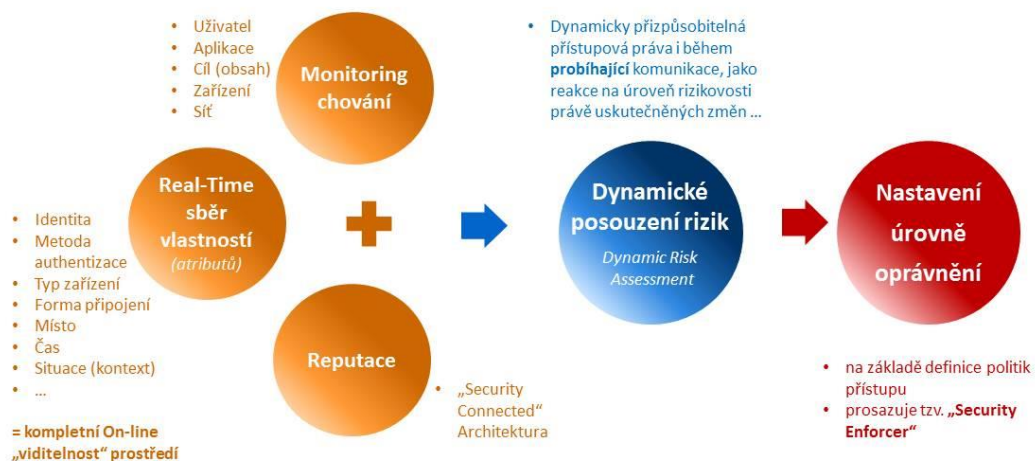 • Uživatel
• Aplikace
• Cíl (obsah)
• Zařízení
• Síť
Monitoring
chování
Real-Time
sběr
vlastností
(atributů)
• Identita
• Metoda
authentizace
• Typ zařízení
• Forma připojení
• Místo
• Čas
• Situace (kontext)
• ...
= kompletní On-line
„viditelnost“ prostředí
Reputace
• „Security
Connected“
Architektura
• Dynamicky přizpůsobitelná
přístupová práva i během
probíhající komunikace, jako
reakce na úroveň rizikovosti
právě uskutečněných změn ...
Dynamické
posouzení rizik
Dynamic Risk
Assessment
Nastavení
úrovně
oprávnění
• na základě definice politik
přístupu
• prosazuje tzv. „Security
Enforcer“